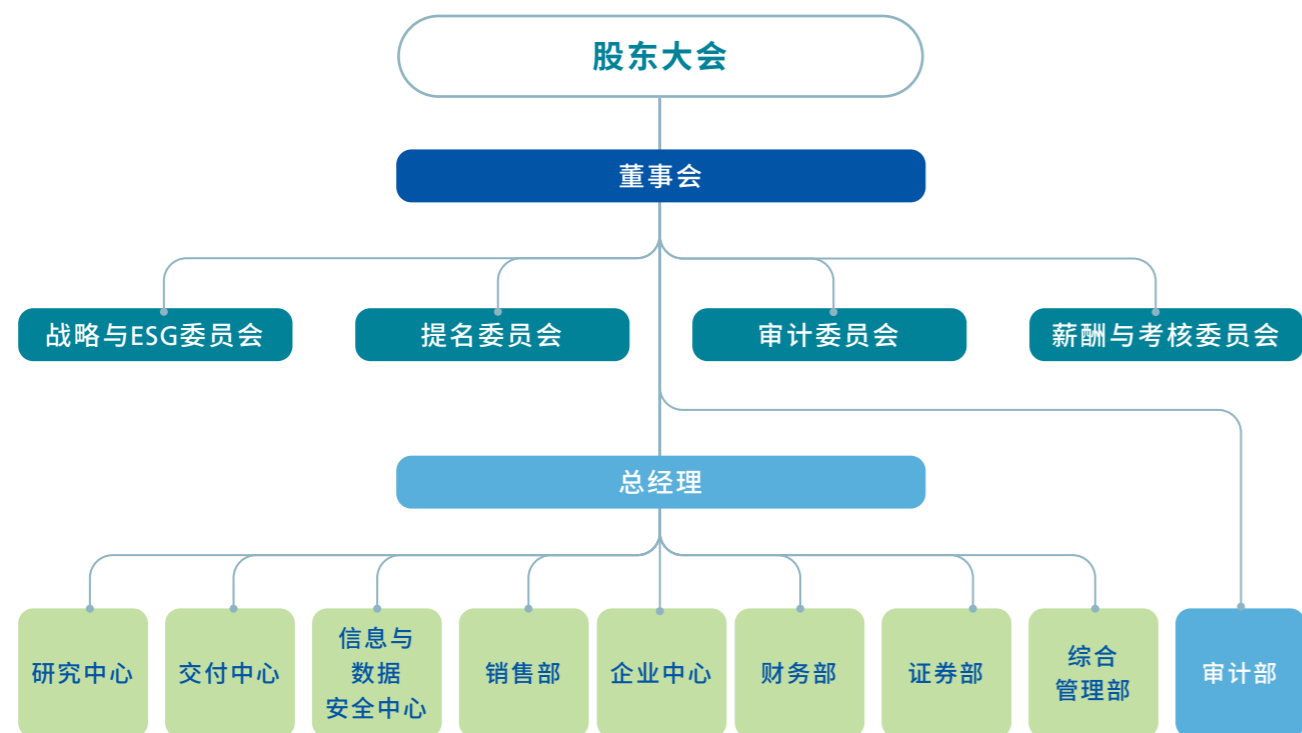 股东大会
董事会
战略与ESG委员会
提名委员会
审计委员会
薪酬与考核委员会
总经理
研究中心
交付中心
信息与
数据
安全中心
销售部
企业中心
财务部
证券部
综合
管理部
审计部